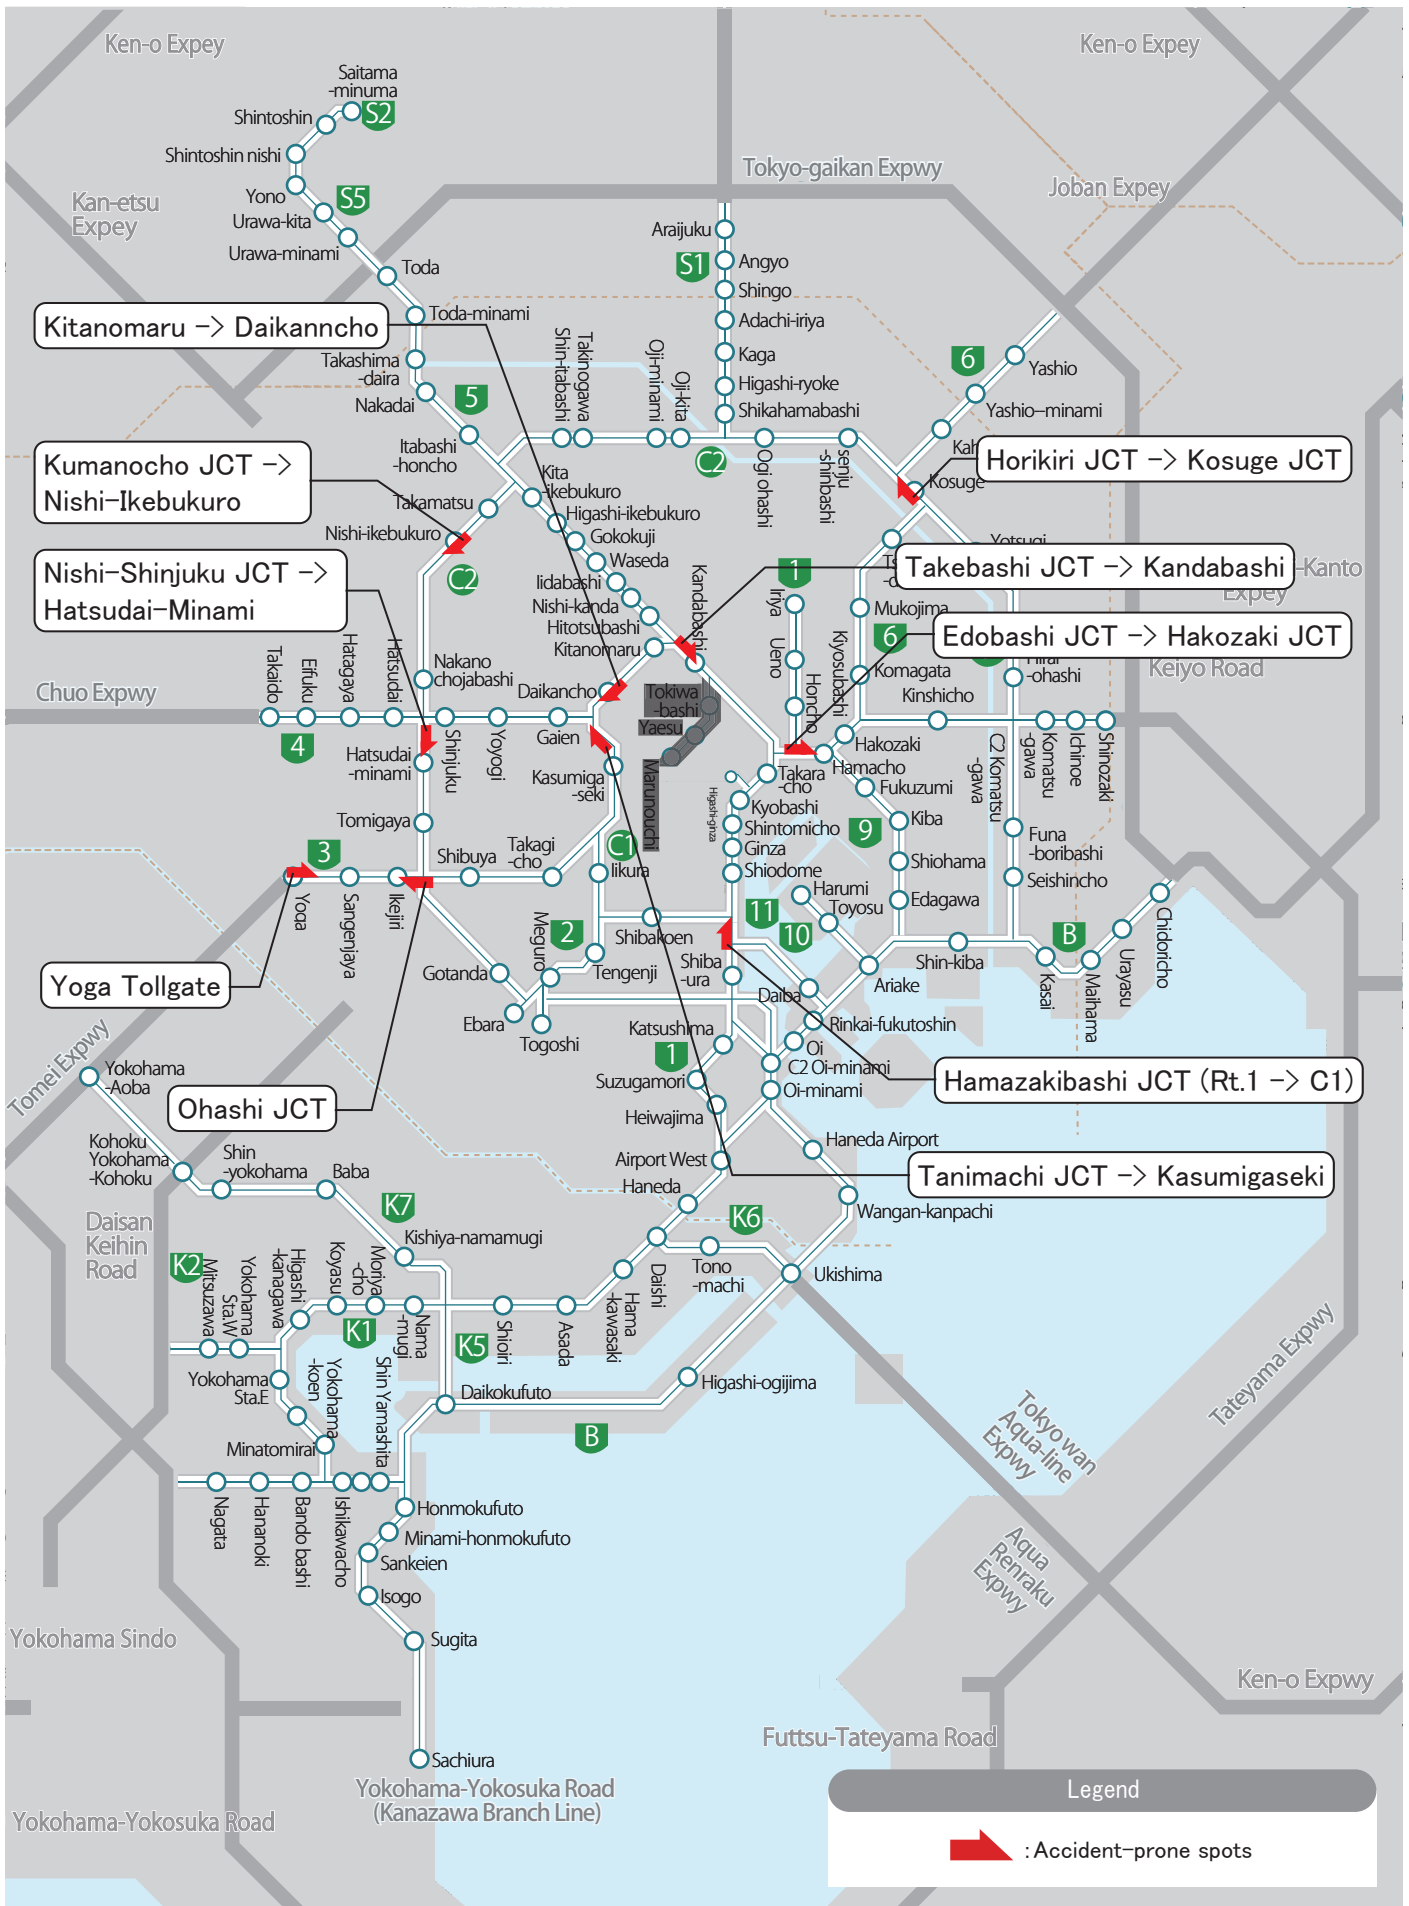 Ken-o Expey
Ken-o Expey
Saitama
-minuma
S2
Shintoshin
Shintoshin nishi
Tokyo-gaikan Expwy
Joban Expey
Kan-etsu
Expey
Yono
S5
Urawa-kita
Urawa-minami
Araijuku
S1
Angyo
Toda
Shingo
Kitanomaru -> Daikanncho
Toda-minami
Adachi-iriya
Takashima
-daira
Shin-itabashi
Takinogawa
Oji-minami
Oji-kita
Kaga
6
Yashio
Nakadai
5
Higashi-ryoke
Yashio--minami
Shikahamabashi
Itabashi
-honcho
C2
Ogi ohashi
senju
-shinbashi
Kah
Horikiri JCT -> Kosuge JCT
Kosuge
Kumanocho JCT ->
Nishi-Ikebukuro
Kita
-ikebukuro
Takamatsu
Higashi-ikebukuro
Nishi-ikebukuro
Gokokuji
Yotsugi
Nishi-Shinjuku JCT ->
Hatsudai-Minami
C2
Waseda
Iidabashi
Kandabashi
1
Iriya
Takebashi JCT -> Kandabashi
-Kanto
Expey
Nishi-kanda
Hitotsubashi
Mukojima
6
Kitanomaru
Ueno
Kiyosubashi
Edobashi JCT -> Hakozaki JCT
Hirai
-ohashi
Keiyo Road
Komagata
Takaido
Eifuku
Hatagaya
Hatsudai
Nakano
chojabashi
Daikancho
Tokiwa
-bashi
Yaesu
Marunouchi
Honcho
Kinshicho
Chuo Expwy
4
Shinjuku
Yoyogi
Gaien
Hakozaki
C2 Komatsu
-gawa
Komatsu
-gawa
Ichinoe
Shinozaki
Hatsudai
-minami
Kasumiga
-seki
Higashi-ginza
Takara
-cho
Hamacho
Fukuzumi
Kyobashi
Tomigaya
Shintomicho
9
Kiba
Ginza
Funa
-boribashi
3
Shibuya
Takagi
-cho
C1
Shiodome
Shiohama
Iikura
Seishincho
Yoga
Sangenjaya
Ikejiri
Harumi
Toyosu
Edagawa
Meguro
2
11
10
Shibakoen
B
Chidoricho
Yoga Tollgate
Gotanda
Tengenji
Shiba
-ura
Shin-kiba
Urayasu
Daiba
Ariake
Kasai
Maihama
Ebara
Togoshi
Katsushima
Rinkai-fukutoshin
Tomei Expwy
1
Oi
C2 Oi-minami
Yokohama
-Aoba
Suzugamori
Oi-minami
Hamazakibashi JCT (Rt.1 -> C1)
Ohashi JCT
Heiwajima
Kohoku
Yokohama
-Kohoku
Shin
-yokohama
Baba
Airport West
Haneda Airport
Haneda
Tanimachi JCT -> Kasumigaseki
Daisan
Keihin
Road
K7
K6
Wangan-kanpachi
K2
Mitsuzawa
Yokohama
Sta.W
Higashi
-kanagawa
Koyasu
Moriya
-cho
Kishiya-namamugi
Daishi
Tono
-machi
Ukishima
K1
Nama
-mugi
K5
Shioiri
Asada
Hama
-kawasaki
Yokohama
Sta.E
Yokohama
-koen
Shin Yamashita
Daikokufuto
Higashi-ogijima
Tateyama Expwy
B
Tokyo wan
Aqua-line
Expwy
Minatomirai
Nagata
Hananoki
Bando bashi
Ishikawacho
Honmokufuto
Minami-honmokufuto
Sankeien
Aqua
Renraku
Expwy
Isogo
Yokohama Sindo
Sugita
Ken-o Expwy
Futtsu-Tateyama Road
Sachiura
Yokohama-Yokosuka Road
(Kanazawa Branch Line)
Legend
Yokohama-Yokosuka Road
:Accident-prone spots